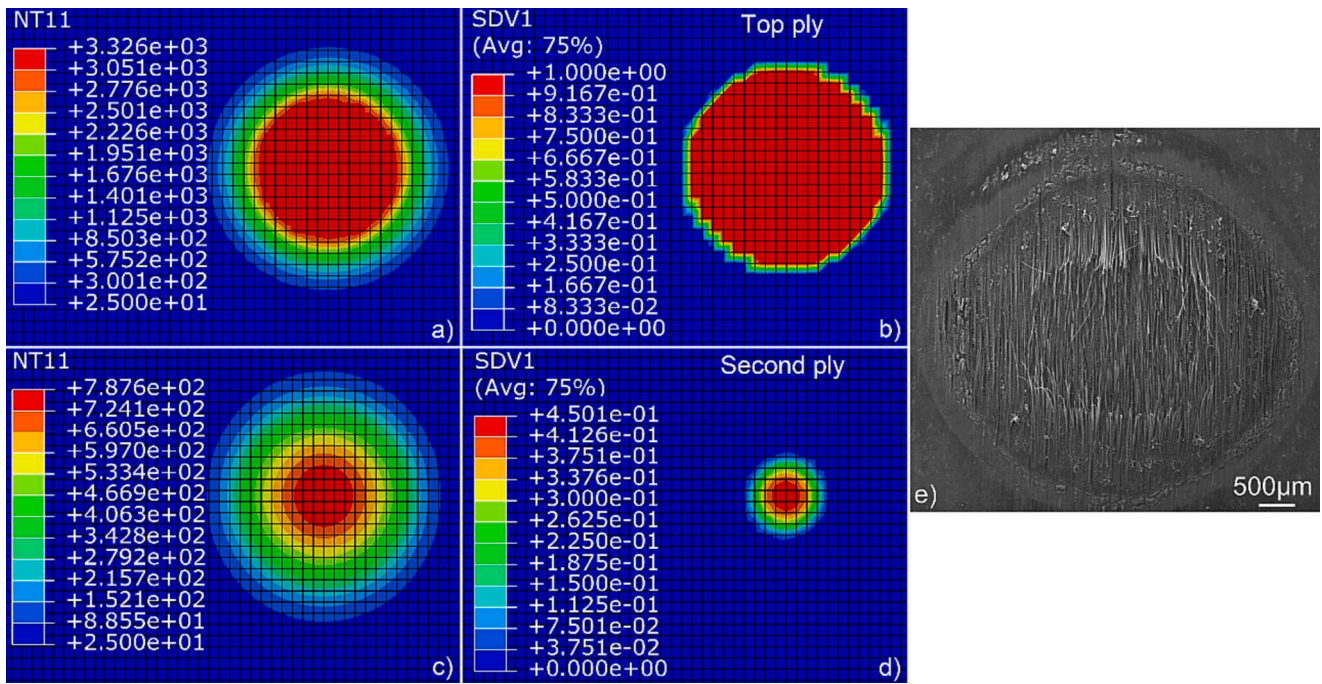 NT11
+3.326e+03
+3.051e+03
+2.776e+03
+2.501e+03
+2.226e+03
+1.951e+03
+1.676e+03
+1.401e+03
+1.125e+03
+8.503e+02
+5.752e+02
+3.001e+02
+2.500e+01
a)
SDV1
(Avg: 75%)
+1.000e+00
+9.167e-01
+8.333e-01
+7.500e-01
+6.667e-01
+5.833e-01
+5.000e-01
+4.167e-01
+3.333e-01
+2.500e-01
+1.667e-01
+8.333e-02
+0.000e+00
Top ply
b)
NT11
+7.876e+02
+7.241e+02
+6.605e+02
+5.970e+02
+5.334e+02
+4.669e+02
+4.063e+02
+3.428e+02
+2.792e+02
+2.157e+02
+1.521e+02
+8.855e+01
+2.500e+01
c)
SDV1
(Avg: 75%)
+4.501e-01
+4.126e-01
+3.751e-01
+3.376e-01
+3.000e-01
+2.625e-01
+2.250e-01
+1.875e-01
+1.500e-01
+1.125e-01
+7.501e-02
+3.751e-02
+0.000e+00
Second ply
d)
e)
500μm